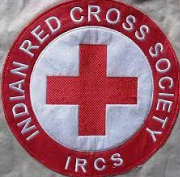 INDIAN RED CROSS SOCIETY
IRCS